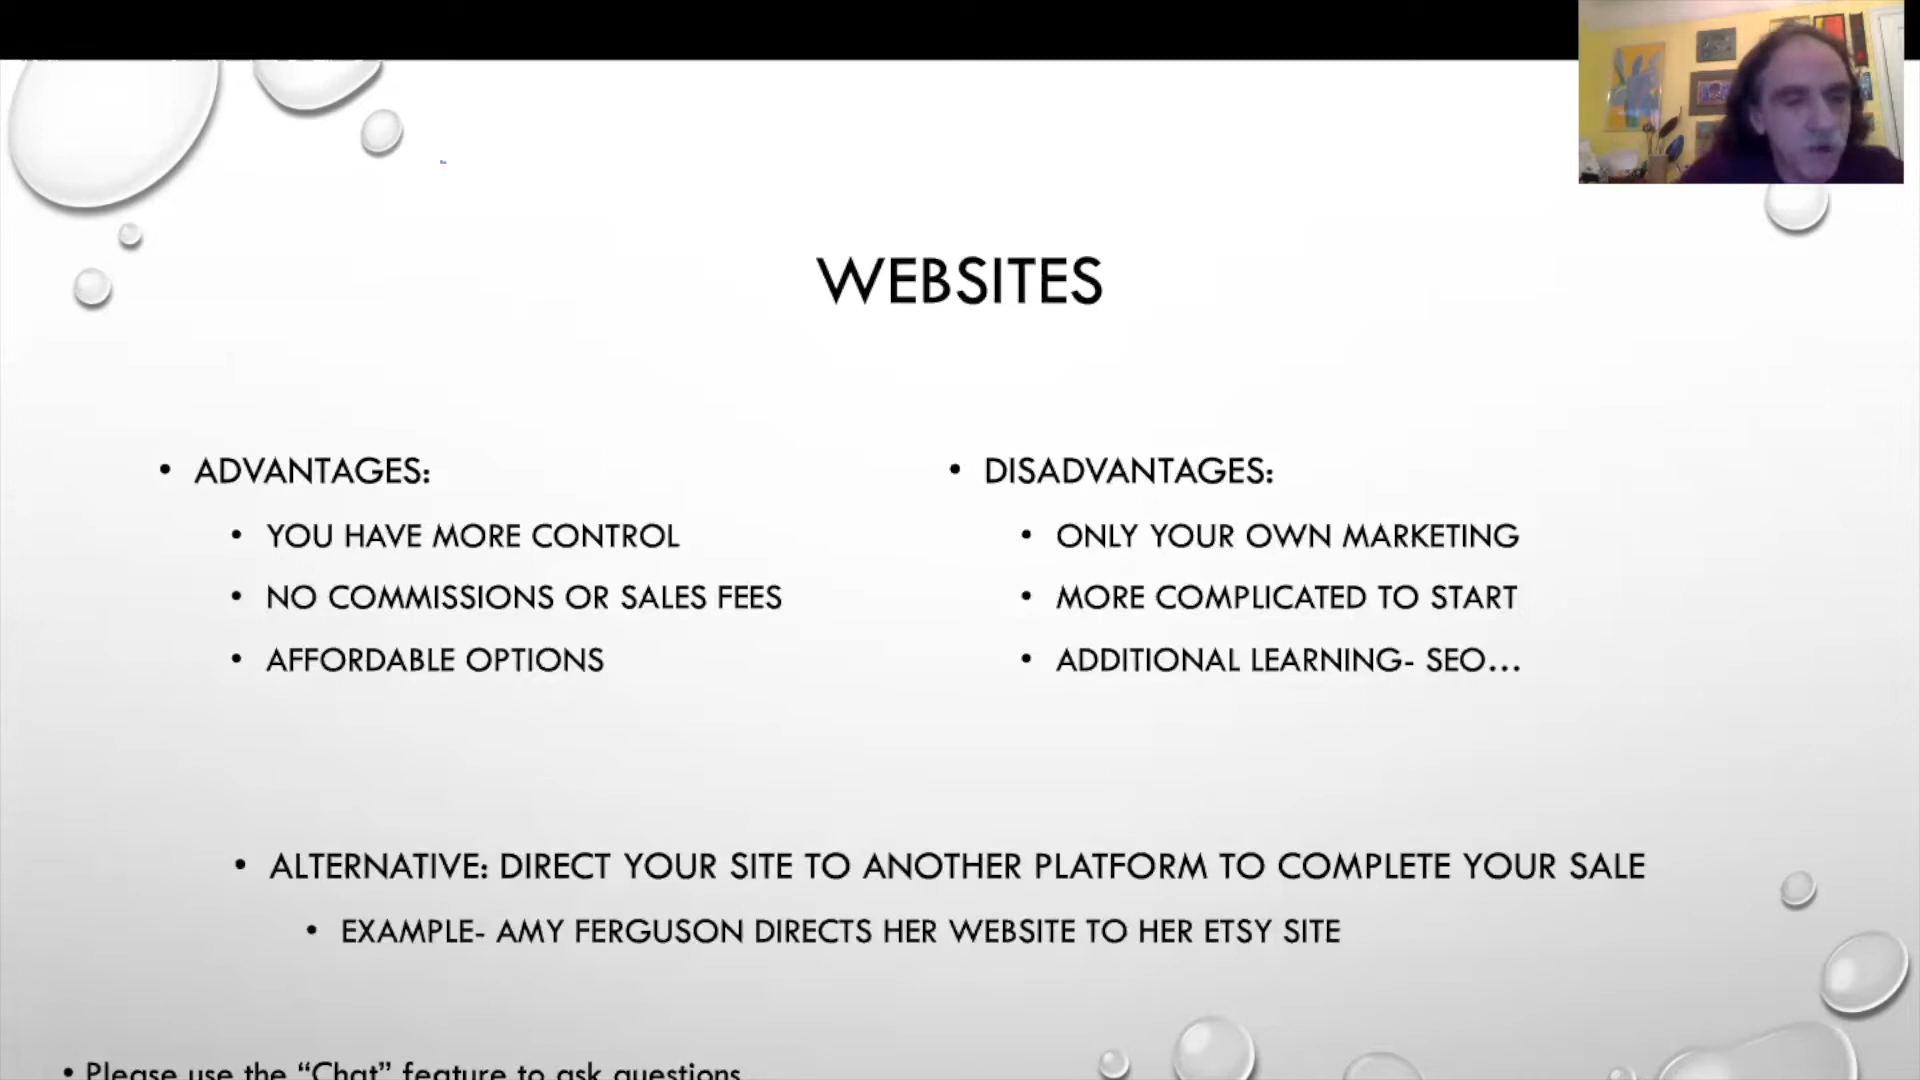 WEBSITES
• ADVANTAGES:
• YOU HAVE MORE CONTROL
• NO COMMISSIONS OR SALES FEES
• AFFORDABLE OPTIONS
• DISADVANTAGES:
• ONLY YOUR OWN MARKETING
• MORE COMPLICATED TO START
• ADDITIONAL LEARNING- SEO...
• ALTERNATIVE: DIRECT YOUR SITE TO ANOTHER PLATFORM TO COMPLETE YOUR SALE
• EXAMPLE- AMY FERGUSON DIRECTS HER WEBSITE TO HER ETSY SITE
• Please use the “Chat” feature to ask questions